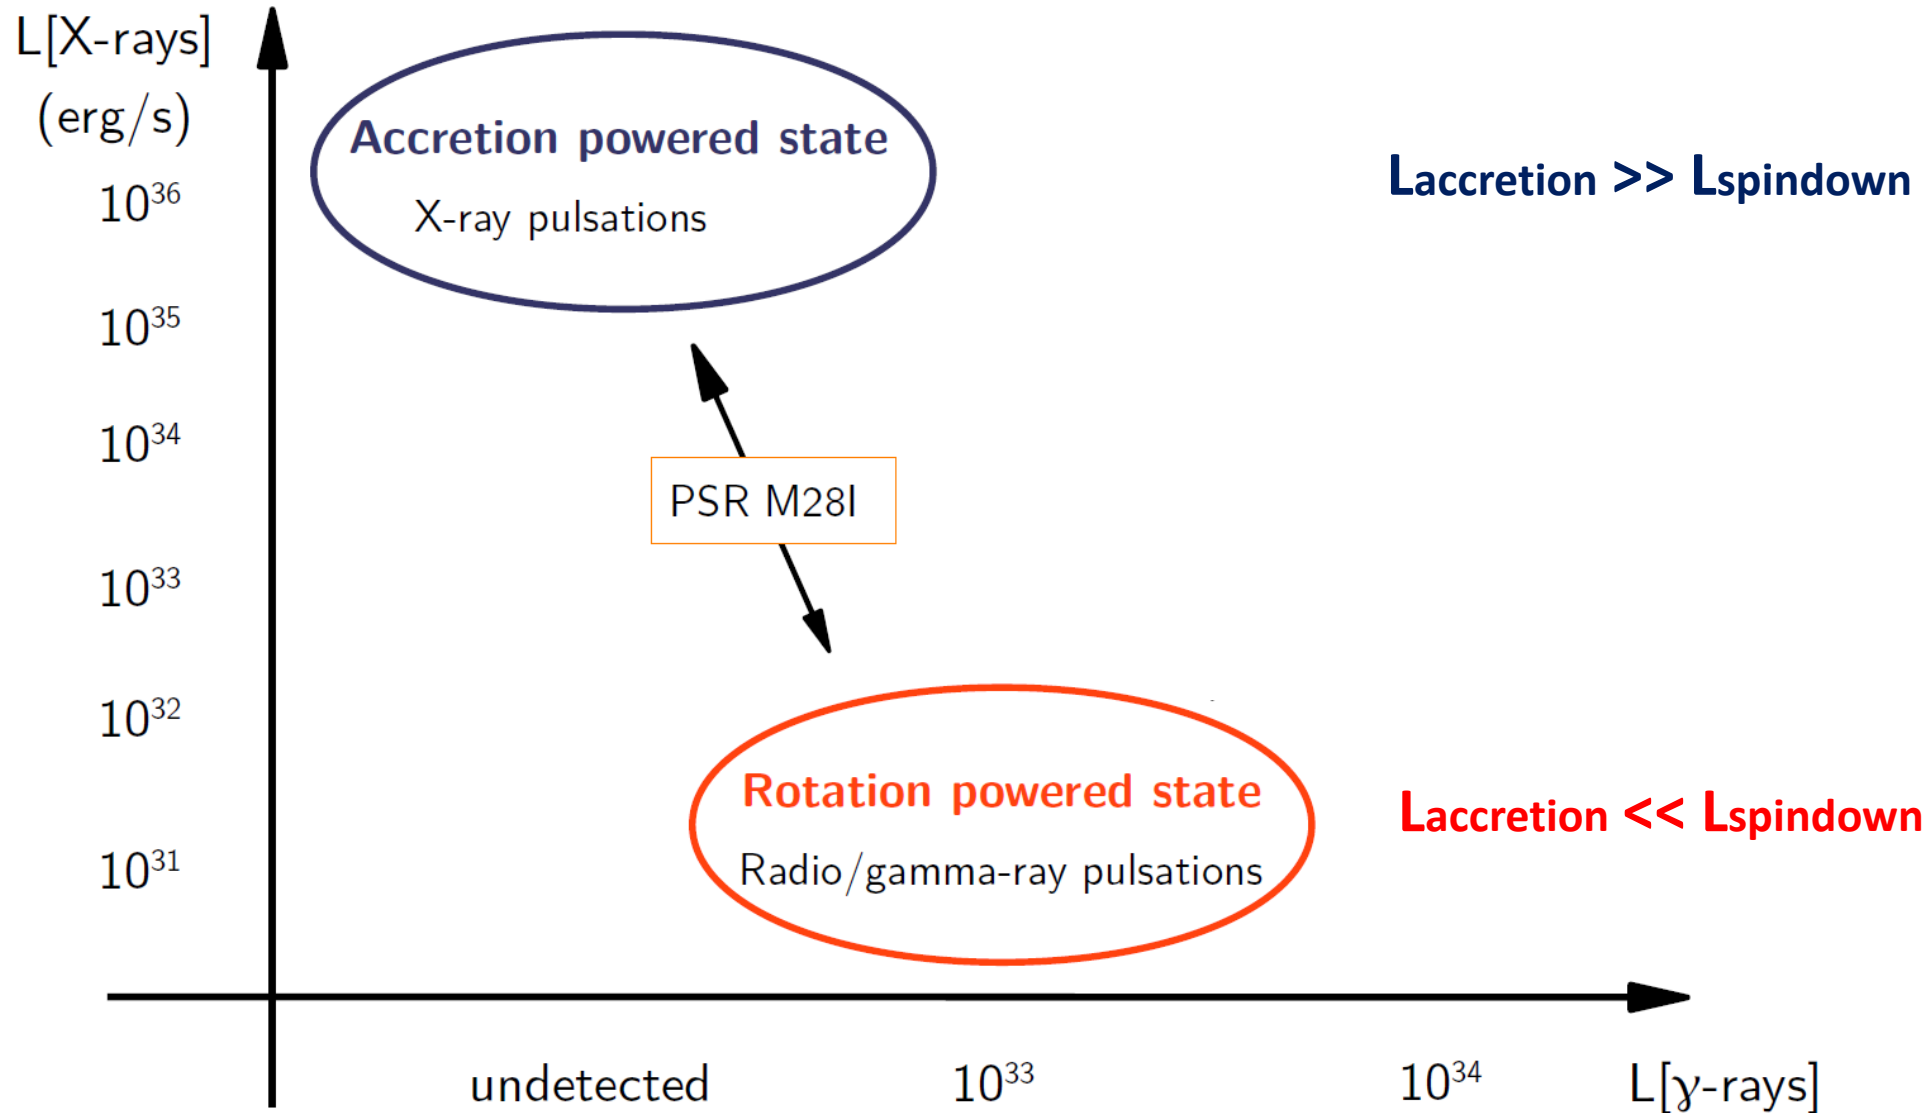 L[X-rays]
(erg/s)
10³⁶
10³⁵
10³⁴
10³³
10³²
10³¹
Accretion powered state
X-ray pulsations
Laccretion >> Lspindown
PSR M28I
Rotation powered state
Radio/gamma-ray pulsations
Laccretion << Lspindown
undetected 10³³ 10³⁴ L[γ-rays]